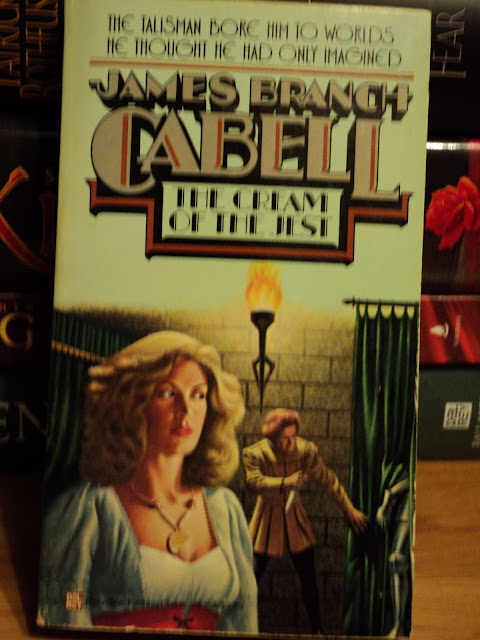 THE TALISMAN BORE HIM TO WORLDS
HE THOUGHT HE HAD ONLY IMAGINED
JAMES BRANCH
CABELL
THE CREAM
OF THE JEST
FEAR